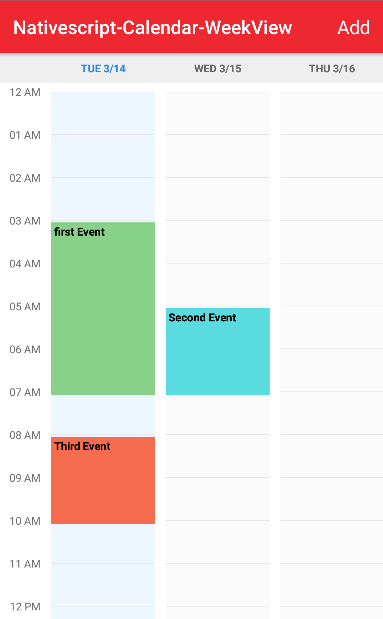 Nativescript-Calendar-WeekView Add
TUE 3/14 WED 3/15 THU 3/16
12 AM
01 AM
02 AM
03 AM
first Event
04 AM
05 AM
Second Event
06 AM
07 AM
08 AM
Third Event
09 AM
10 AM
11 AM
12 PM